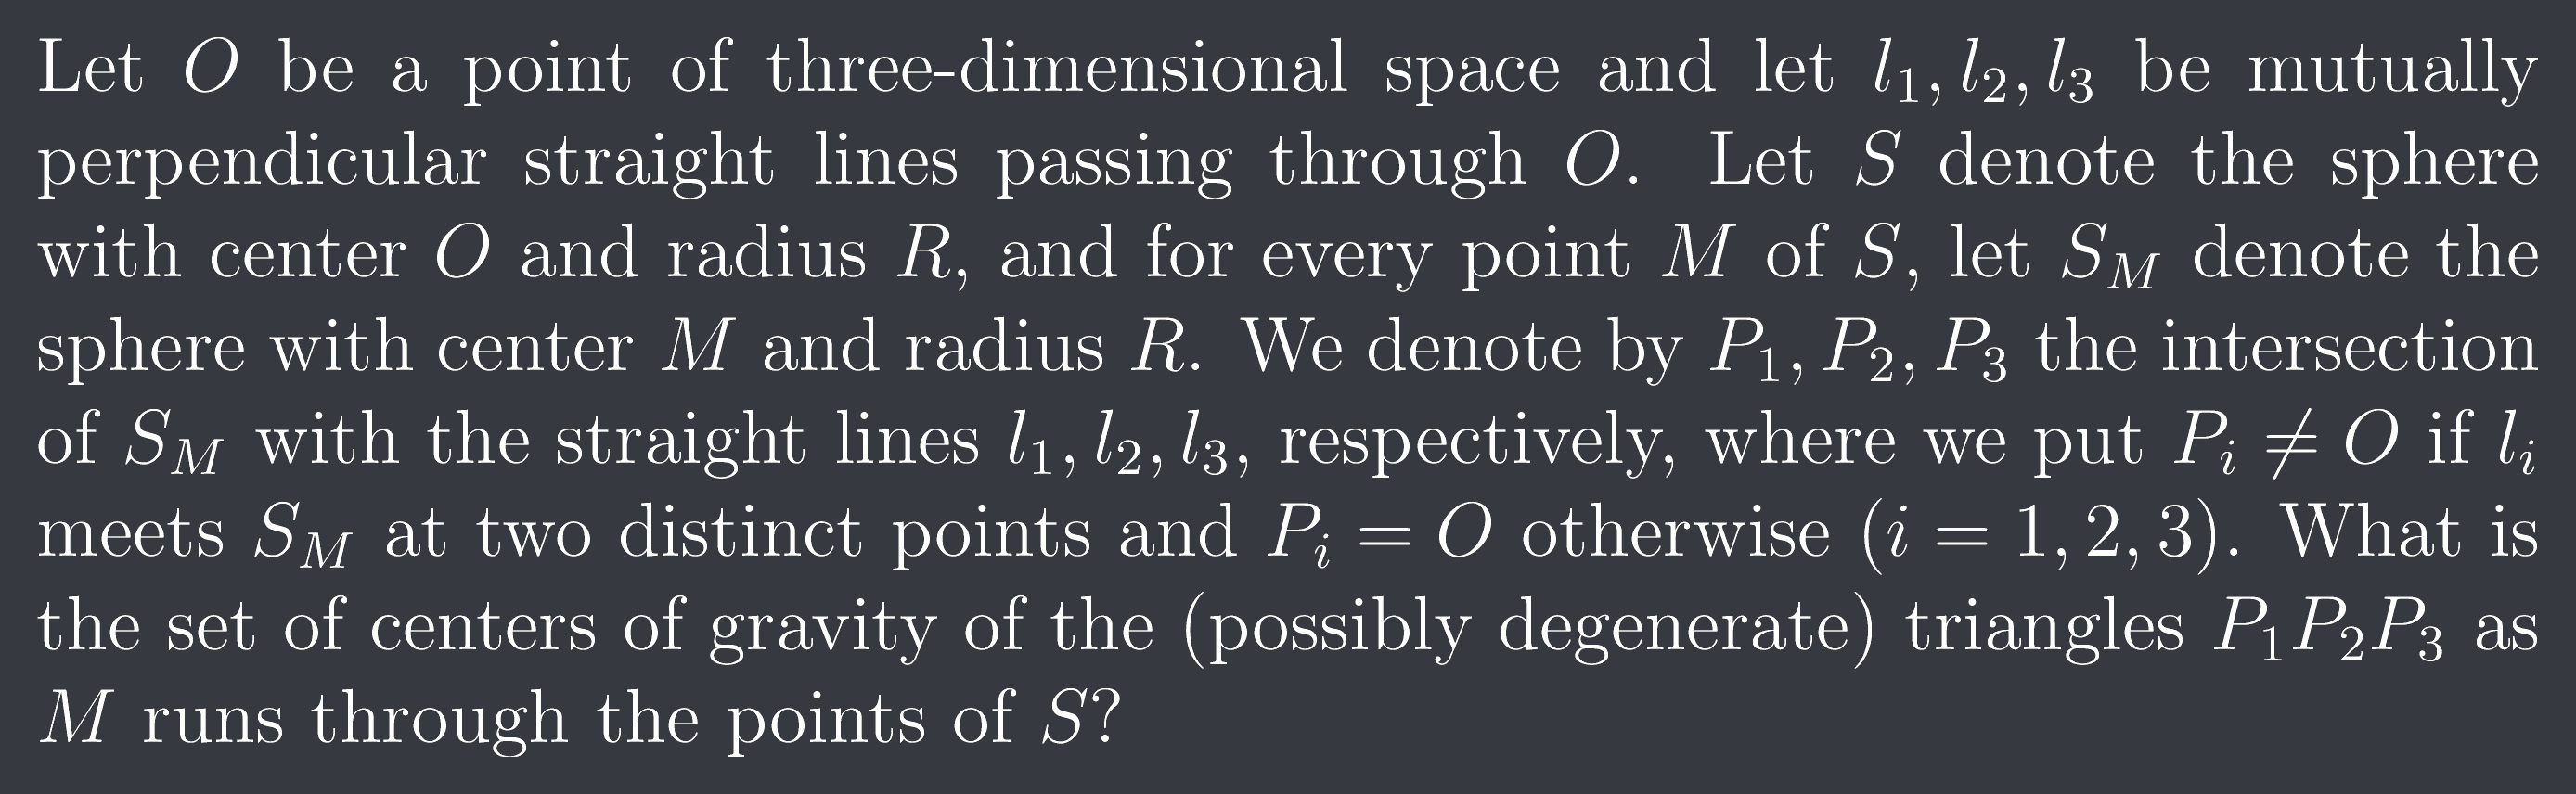 Let $O$ be a point of three-dimensional space and let $l_1, l_2, l_3$ be mutually
perpendicular straight lines passing through $O$. Let $S$ denote the sphere
with center $O$ and radius $R$, and for every point $M$ of $S$, let $S_M$ denote the
sphere with center $M$ and radius $R$. We denote by $P_1, P_2, P_3$ the intersection
of $S_M$ with the straight lines $l_1, l_2, l_3$, respectively, where we put $P_i \neq O$ if $l_i$
meets $S_M$ at two distinct points and $P_i = O$ otherwise ($i = 1, 2, 3$). What is
the set of centers of gravity of the (possibly degenerate) triangles $P_1P_2P_3$ as
$M$ runs through the points of $S$?